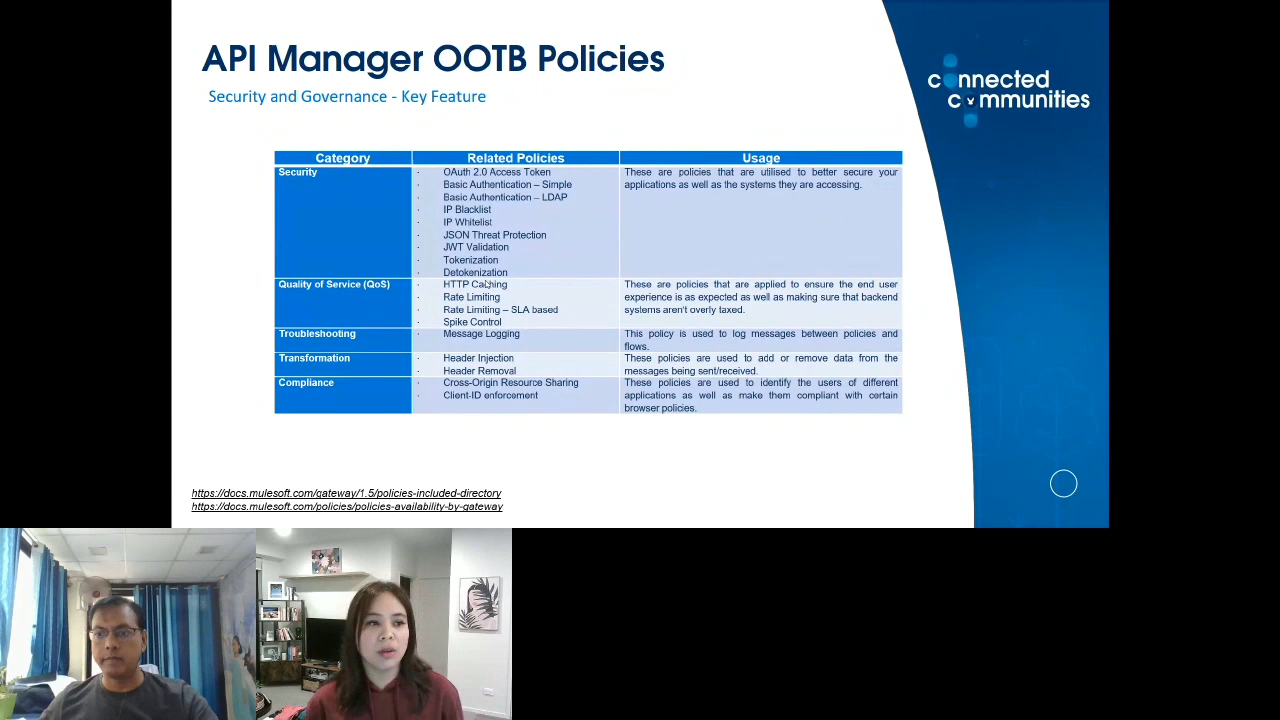 API Manager OOTB Policies
Security and Governance - Key Feature
connected
communities
Category Related Policies Usage
Security
· OAuth 2.0 Access Token
· Basic Authentication – Simple
· Basic Authentication – LDAP
· IP Blacklist
· IP Whitelist
· JSON Threat Protection
· JWT Validation
· Tokenization
· Detokenization
These are policies that are utilised to better secure your
applications as well as the systems they are accessing.
Quality of Service (QoS)
· HTTP Caching
· Rate Limiting
· Rate Limiting – SLA based
· Spike Control
These are policies that are applied to ensure the end user
experience is as expected as well as making sure that backend
systems aren't overly taxed.
Troubleshooting
· Message Logging
This policy is used to log messages between policies and
flows.
Transformation
· Header Injection
· Header Removal
These policies are used to add or remove data from the
messages being sent/received.
Compliance
· Cross-Origin Resource Sharing
· Client-ID enforcement
These policies are used to identify the users of different
applications as well as make them compliant with certain
browser policies.
https://docs.mulesoft.com/gateway/1.5/policies-included-directory
https://docs.mulesoft.com/policies/policies-availability-by-gateway